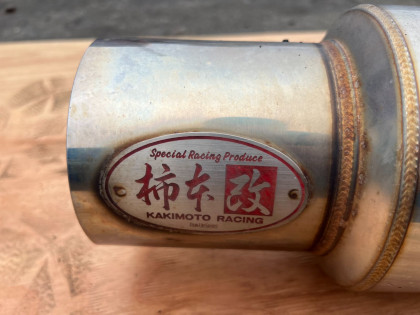 Special Racing Produce
柿本改
KAKIMOTO RACING